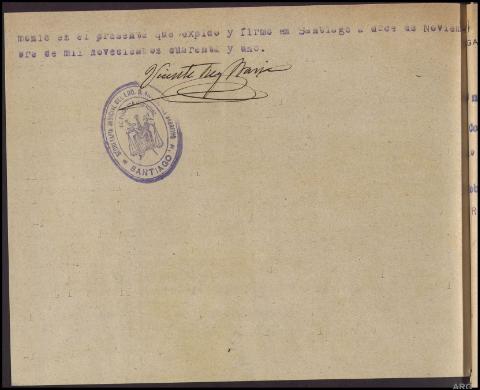 monio en el presente que expido y firmo en Santiago a doce de Noviem
bre de mil novecientos cuarenta y uno.
Vicente Rey
SANTIAGO
ARG